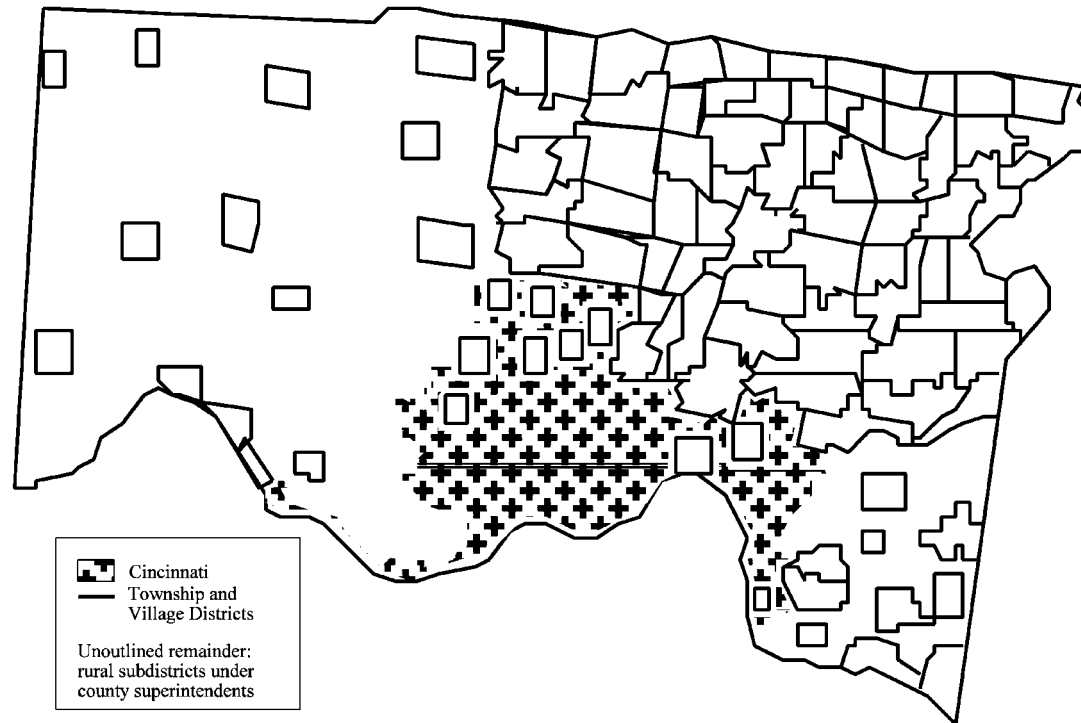 Cincinnati
Township and
Village Districts
Unoutlined remainder:
rural subdistricts under
county superintendents